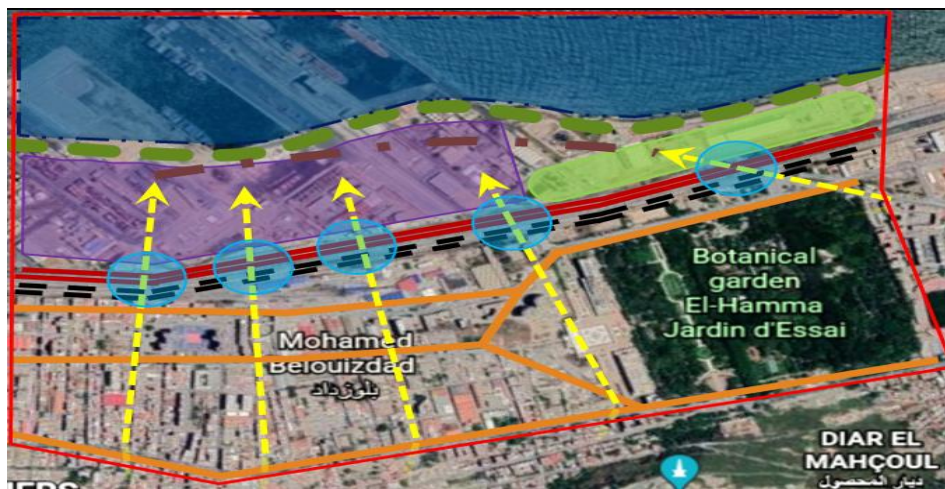 Botanical
garden
El-Hamma
Jardin d'Essai
Mohamed
Belouizdad
بلوزداد
DIAR EL
MAHÇOUL
ديار المحصول